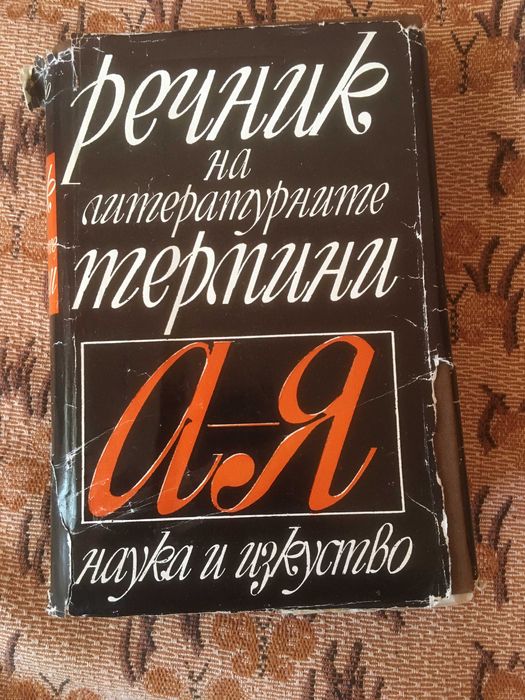 речник
на
литературните
термини
А-Я
наука и изкуство